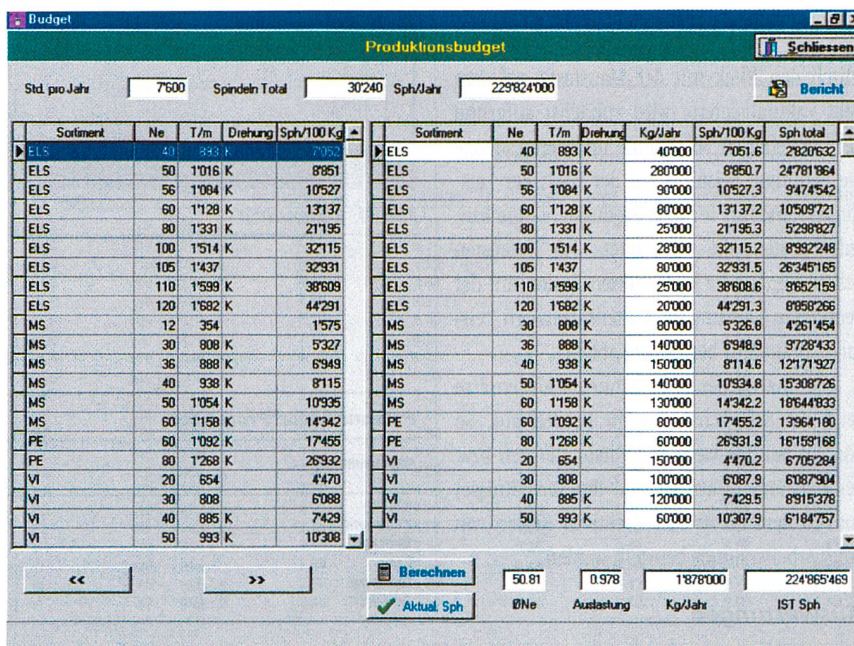 Budget
Produktionsbudget
Schliessen
Std. pro Jahr 7'600 Spindeln Total 30'240 Sph/Jahr 229'824'000
Bericht
Sortiment Ne T/m Drehung Sph/100 Kg
ELS 40 893 K 7'052
ELS 50 1'016 K 8'851
ELS 56 1'084 K 10'527
ELS 60 1'128 K 13'137
ELS 80 1'331 K 21'195
ELS 100 1'514 K 32'115
ELS 105 1'437 32'931
ELS 110 1'599 K 38'609
ELS 120 1'682 K 44'291
MS 12 354 1'575
MS 30 808 K 5'327
MS 36 888 K 6'949
MS 40 938 K 8'115
MS 50 1'054 K 10'935
MS 60 1'158 K 14'342
PE 60 1'092 K 17'455
PE 80 1'268 K 26'932
VI 20 654 4'470
VI 30 808 6'088
VI 40 885 K 7'429
VI 50 993 K 10'308
Sortiment Ne T/m Drehung Kg/Jahr Sph/100 Kg Sph total
ELS 40 893 K 40'000 7'051.6 2'820'632
ELS 50 1'016 K 280'000 8'850.7 24'781'864
ELS 56 1'084 K 90'000 10'527.3 9'474'542
ELS 60 1'128 K 80'000 13'137.2 10'509'721
ELS 80 1'331 K 25'000 21'195.3 5'298'827
ELS 100 1'514 K 28'000 32'115.2 8'992'248
ELS 105 1'437 80'000 32'931.5 26'345'165
ELS 110 1'599 K 25'000 38'608.6 9'652'159
ELS 120 1'682 K 20'000 44'291.3 8'858'266
MS 30 808 K 80'000 5'326.8 4'261'454
MS 36 888 K 140'000 6'948.9 9'728'433
MS 40 938 K 150'000 8'114.6 12'171'927
MS 50 1'054 K 140'000 10'934.8 15'308'726
MS 60 1'158 K 130'000 14'342.2 18'644'833
PE 60 1'092 K 80'000 17'455.2 13'964'180
PE 80 1'268 K 60'000 26'931.9 16'159'168
VI 20 654 150'000 4'470.2 6'705'284
VI 30 808 100'000 6'087.9 6'087'904
VI 40 885 K 120'000 7'429.5 8'915'378
VI 50 993 K 60'000 10'307.9 6'184'757
<< >>
Berechnen 50.81 0.978 1'878'000 224'865'469
Aktual. Sph ØNe Auslastung Kg/Jahr IST Sph